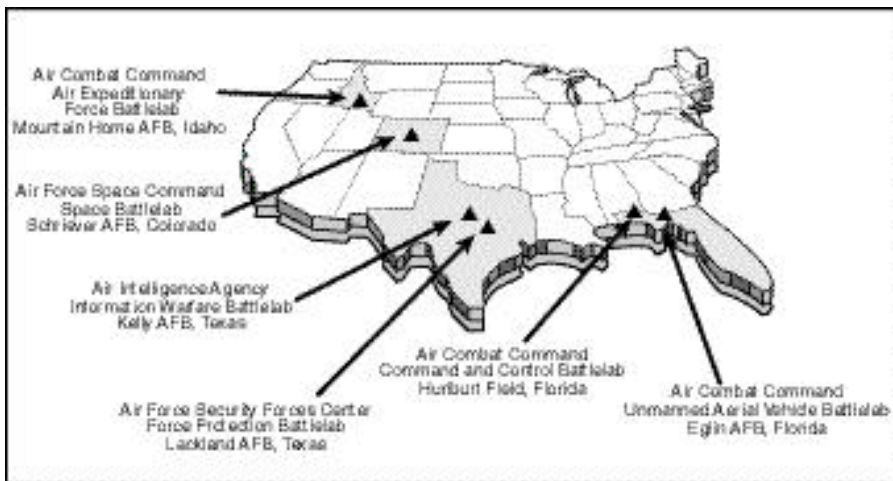 Air Combat Command
Air Expeditionary
Force Battlelab
Mountain Home AFB, Idaho
Air Force Space Command
Space Battlelab
Schriever AFB, Colorado
Air Intelligence Agency
Information Warfare Battlelab
Kelly AFB, Texas
Air Combat Command
Command and Control Battlelab
Hurlburt Field, Florida
Air Force Security Forces Center
Force Protection Battlelab
Lackland AFB, Texas
Air Combat Command
Unmanned Aerial Vehicle Battlelab
Eglin AFB, Florida